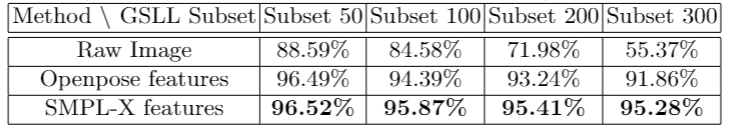 Method \ GSLL Subset Subset 50 Subset 100 Subset 200 Subset 300
Raw Image 88.59% 84.58% 71.98% 55.37%
Openpose features 96.49% 94.39% 93.24% 91.86%
SMPL-X features 96.52% 95.87% 95.41% 95.28%